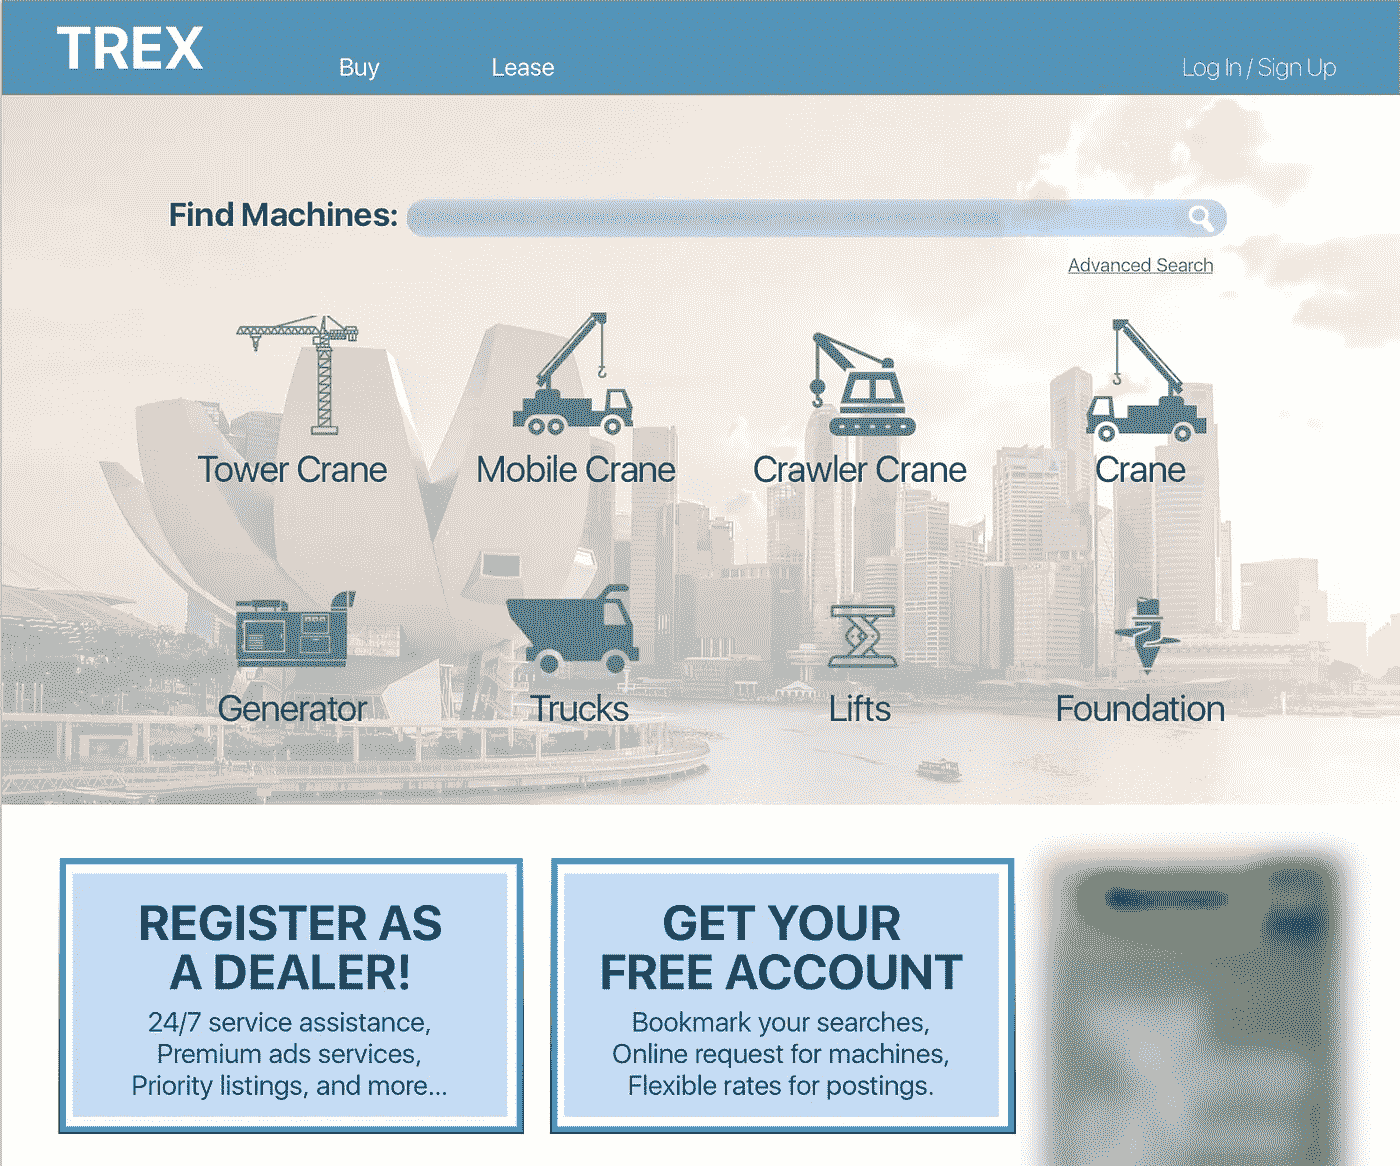 TREX
Buy
Lease
Log In / Sign Up
Find Machines:
Advanced Search
Tower Crane
Mobile Crane
Crawler Crane
Crane
Generator
Trucks
Lifts
Foundation
REGISTER AS
A DEALER!
24/7 service assistance,
Premium ads services,
Priority listings, and more...
GET YOUR
FREE ACCOUNT
Bookmark your searches,
Online request for machines,
Flexible rates for postings.